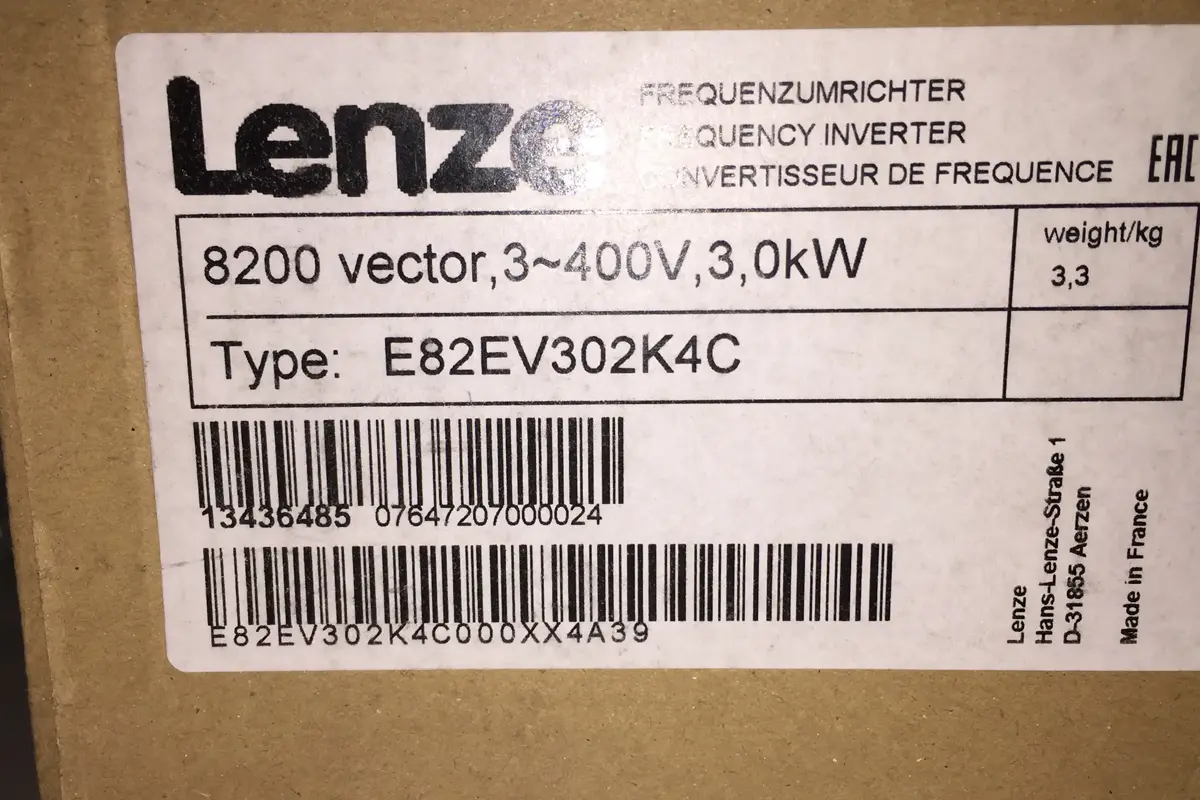 Lenze
FREQUENZUMRICHTER
FREQUENCY INVERTER
CONVERTISSEUR DE FREQUENCE
EAC
8200 vector,3~400V,3,0kW
weight/kg
3,3
Type: E82EV302K4C
13436485 07647207000024
E82EV302K4C000XX4A39
Lenze
Hans-Lenze-Straße 1
D-31855 Aerzen
Made in France